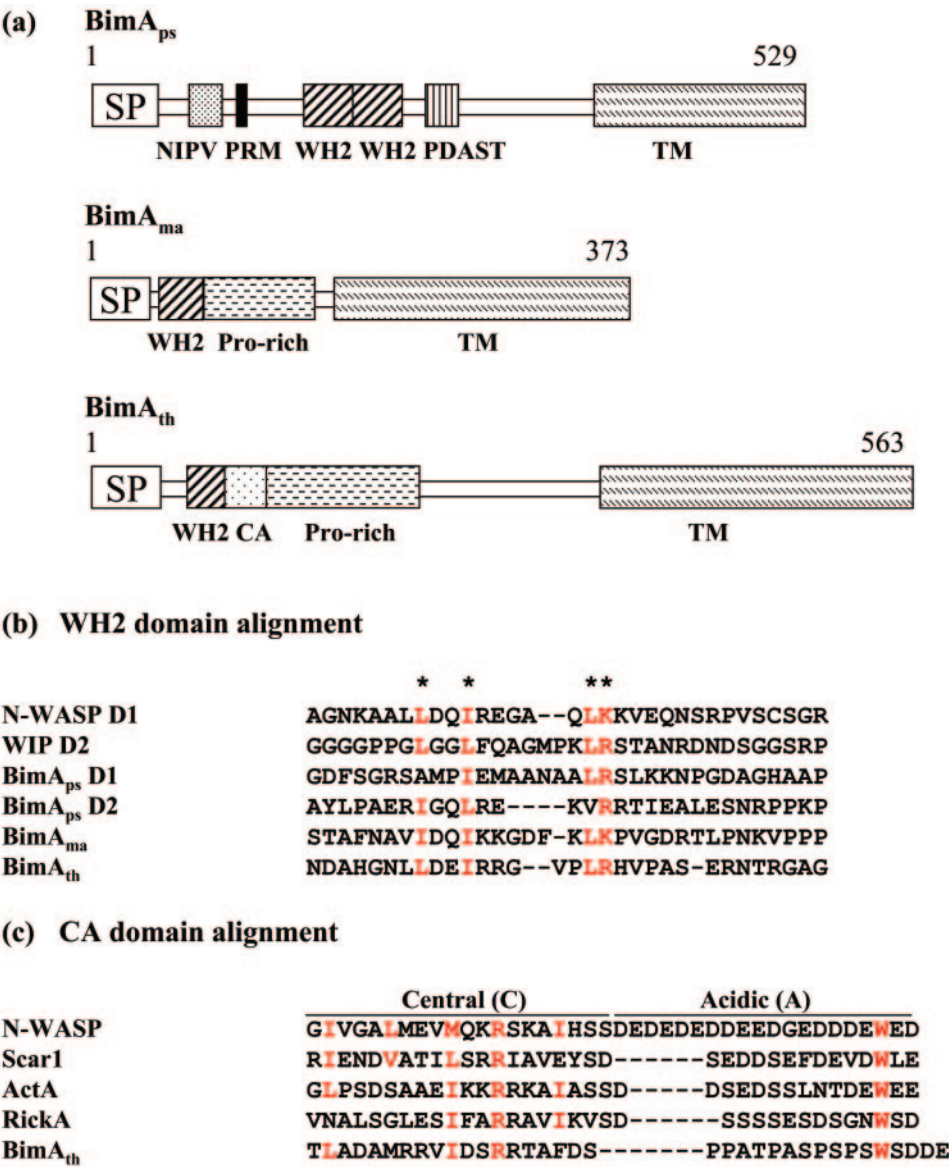 (a) BimAps
1 529
SP
NIPV PRM WH2 WH2 PDAST TM
BimAma
1 373
SP
WH2 Pro-rich TM
BimAth
1 563
SP
WH2 CA Pro-rich TM
(b) WH2 domain alignment
* * **
N-WASP D1 AGNKAALLDQIREGA--QLKKVEQNSRPVSCSGR
WIP D2 GGGGPPGLGGLFQAGMPKLRSTANRDNDSGGSRP
BimAps D1 GDFSGRSAMPIEMAANAALRSLKKNPGDAGHAAP
BimAps D2 AYLPAERIGQLRE----KVRRTIEALESNRPPKP
BimAma STAFNAVIDQIKKGDF-KLKPVGDRTLPNKVPPP
BimAth NDAHGNLLDEIRRG--VPLRHVPAS-ERNTRGAG
(c) CA domain alignment
Central (C) Acidic (A)
N-WASP GIVGALMEVMQKRSKAIHSSDEDEDEDDEEDGEDDDEWED
Scar1 RIENDVATILSRRIAVEYSD------SEDDSEFDEVDWLE
ActA GLPSDSAAEIKKRRKAIASSD------DSEDSSLNTDEWEE
RickA VNALSGLESIFARRAVIKVSD------SSSSESDSGNWSD
BimAth TLADAMRRVIDSRRTAFDS------PPATPASPSPSWSDDE